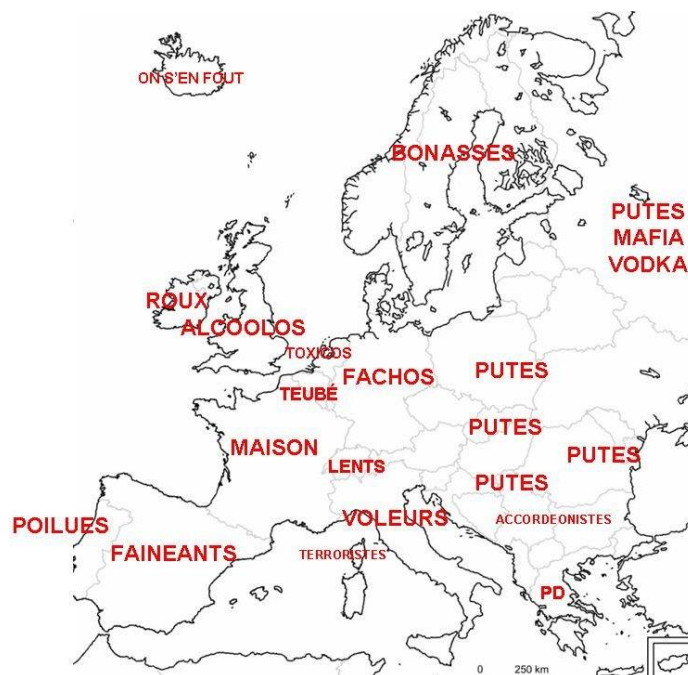 ON S'EN FOUT
BONASSES
PUTES
MAFIA
VODKA
ROUX
ALCOOLOS
TOXICOS
FACHOS
PUTES
TEUBÉ
PUTES
MAISON
PUTES
LENTS
PUTES
VOLEURS
ACCORDEONISTES
POILUES
FAINEANTS
TERRORISTES
PD
0 250 km